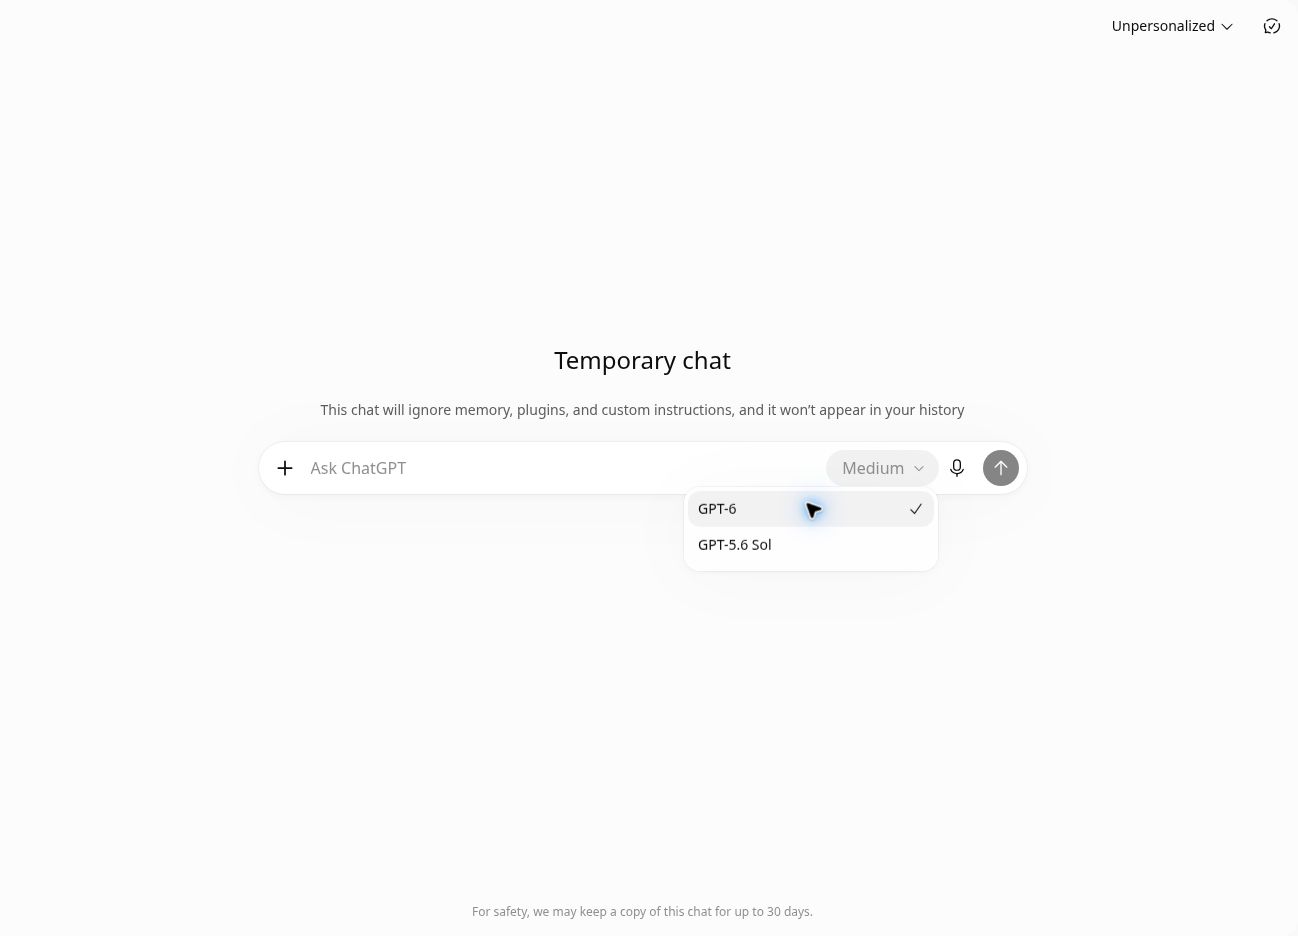 Unpersonalized
Temporary chat
This chat will ignore memory, plugins, and custom instructions, and it won’t appear in your history
Ask ChatGPT
Medium
GPT-6
GPT-5.6 Sol
For safety, we may keep a copy of this chat for up to 30 days.